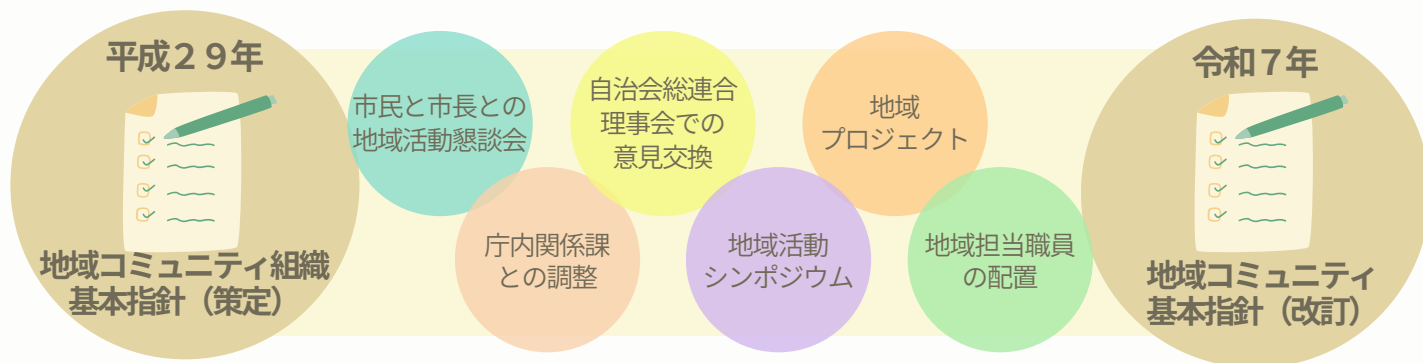 平成２９年
地域コミュニティ組織
基本指針（策定）
市民と市長との
地域活動懇談会
庁内関係課
との調整
自治会総連合
理事会での
意見交換
地域活動
シンポジウム
地域
プロジェクト
地域担当職員
の配置
令和７年
地域コミュニティ
基本指針（改訂）